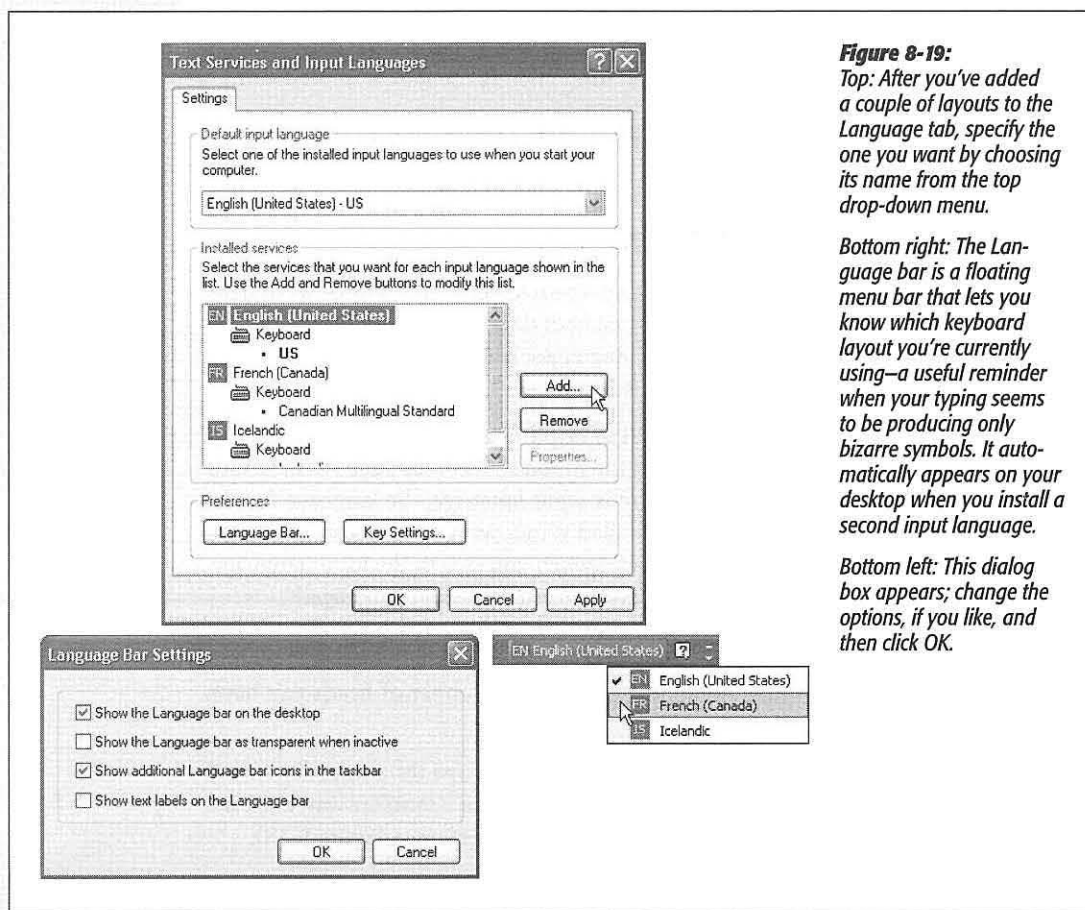 Text Services and Input Languages
Settings
Default input language
Select one of the installed input languages to use when you start your
computer.
English (United States) - US
Installed services
Select the services that you want for each input language shown in the
list. Use the Add and Remove buttons to modify this list.
EN English (United States)
Keyboard
• US
FR French (Canada)
Keyboard
• Canadian Multilingual Standard
IS Icelandic
Keyboard
Add...
Remove
Properties...
Preferences
Language Bar...
Key Settings...
OK
Cancel
Apply
Language Bar Settings
Show the Language bar on the desktop
Show the Language bar as transparent when inactive
Show additional Language bar icons in the taskbar
Show text labels on the Language bar
OK
Cancel
EN English (United States)
EN English (United States)
FR French (Canada)
IS Icelandic
Figure 8-19:
Top: After you've added
a couple of layouts to the
Language tab, specify the
one you want by choosing
its name from the top
drop-down menu.
Bottom right: The Lan-
guage bar is a floating
menu bar that lets you
know which keyboard
layout you're currently
using—a useful reminder
when your typing seems
to be producing only
bizarre symbols. It auto-
matically appears on your
desktop when you install a
second input language.
Bottom left: This dialog
box appears; change the
options, if you like, and
then click OK.